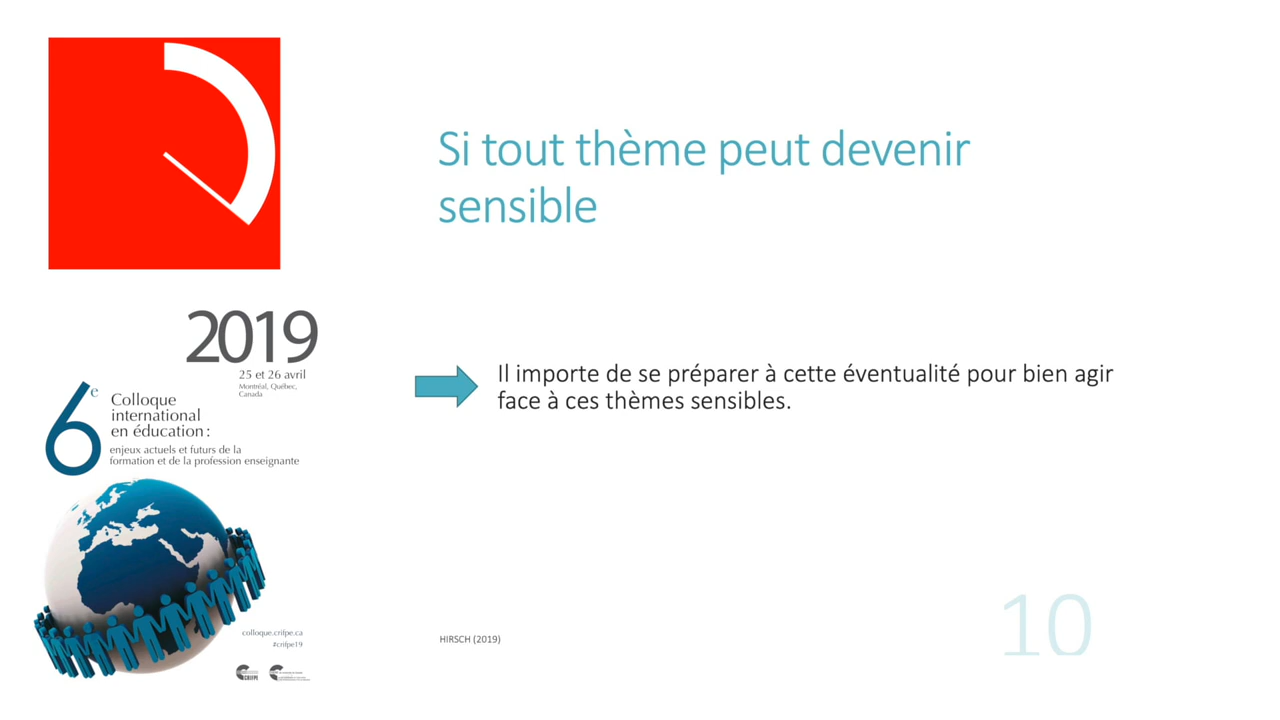 Si tout thème peut devenir
sensible
Il importe de se préparer à cette éventualité pour bien agir
face à ces thèmes sensibles.
HIRSCH (2019)
10
2019
25 et 26 avril
Montréal, Québec,
Canada
6e
Colloque
international
en éducation :
enjeux actuels et futurs de la
formation et de la profession enseignante
colloque.crifpe.ca
#crifpe19
CRIFPE